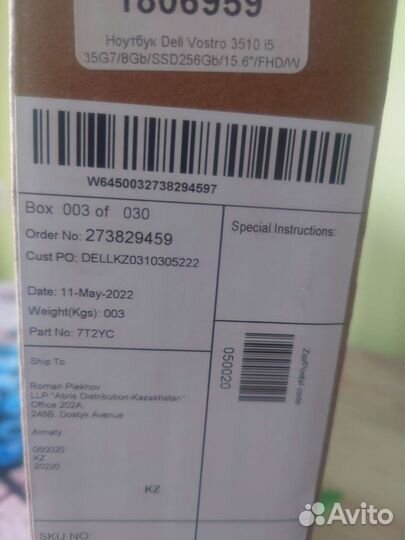 1806959
Ноутбук Dell Vostro 3510 i5
35G7/8Gb/SSD256Gb/15.6"/FHD/W
W6450032738294597
Box 003 of 030
Order No: 273829459
Cust PO: DELLKZ0310305222
Date: 11-May-2022
Weight(Kgs): 003
Part No: 7T2YC
Special Instructions:
050020
Zip/Postal code
Ship To
Roman Plekhov
LLP "Abris Distribution-Kazakhstan"
Office 202A,
248B, Dostyk Avenue
Almaty
050020
KZ
20220
KZ
SKU NO:
Avito